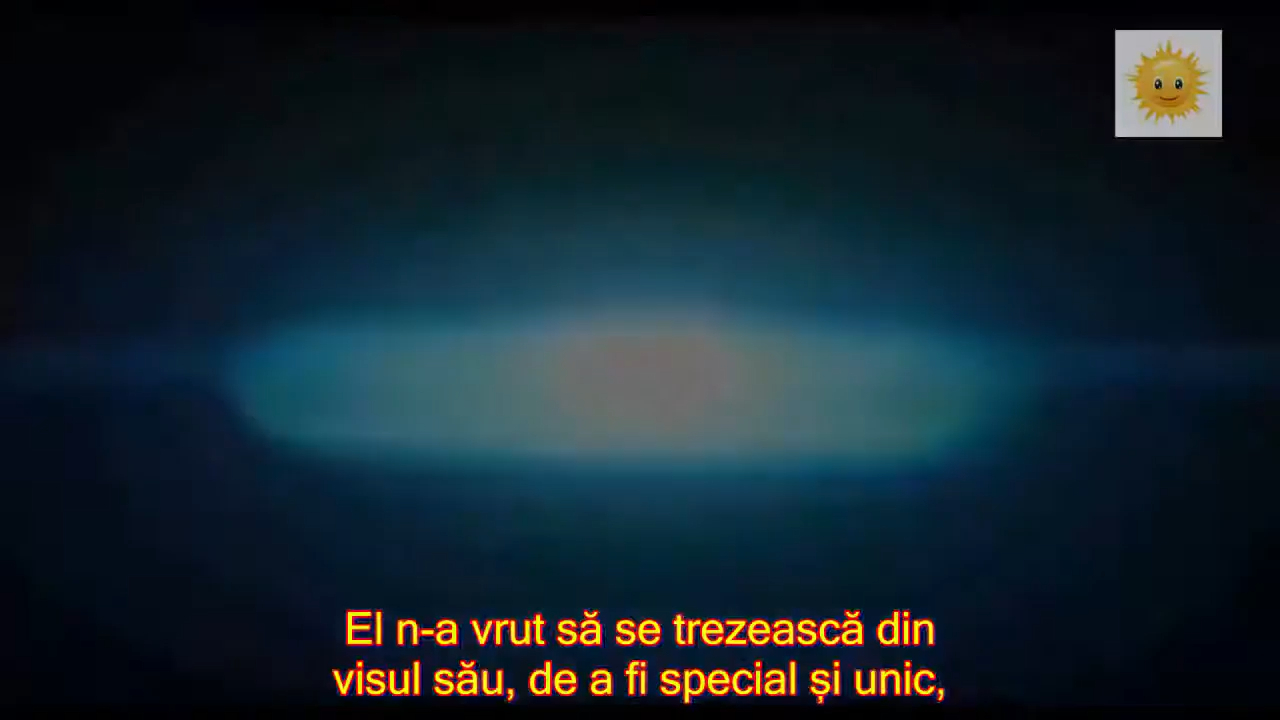 El n-a vrut să se trezească din
visul său, de a fi special și unic,